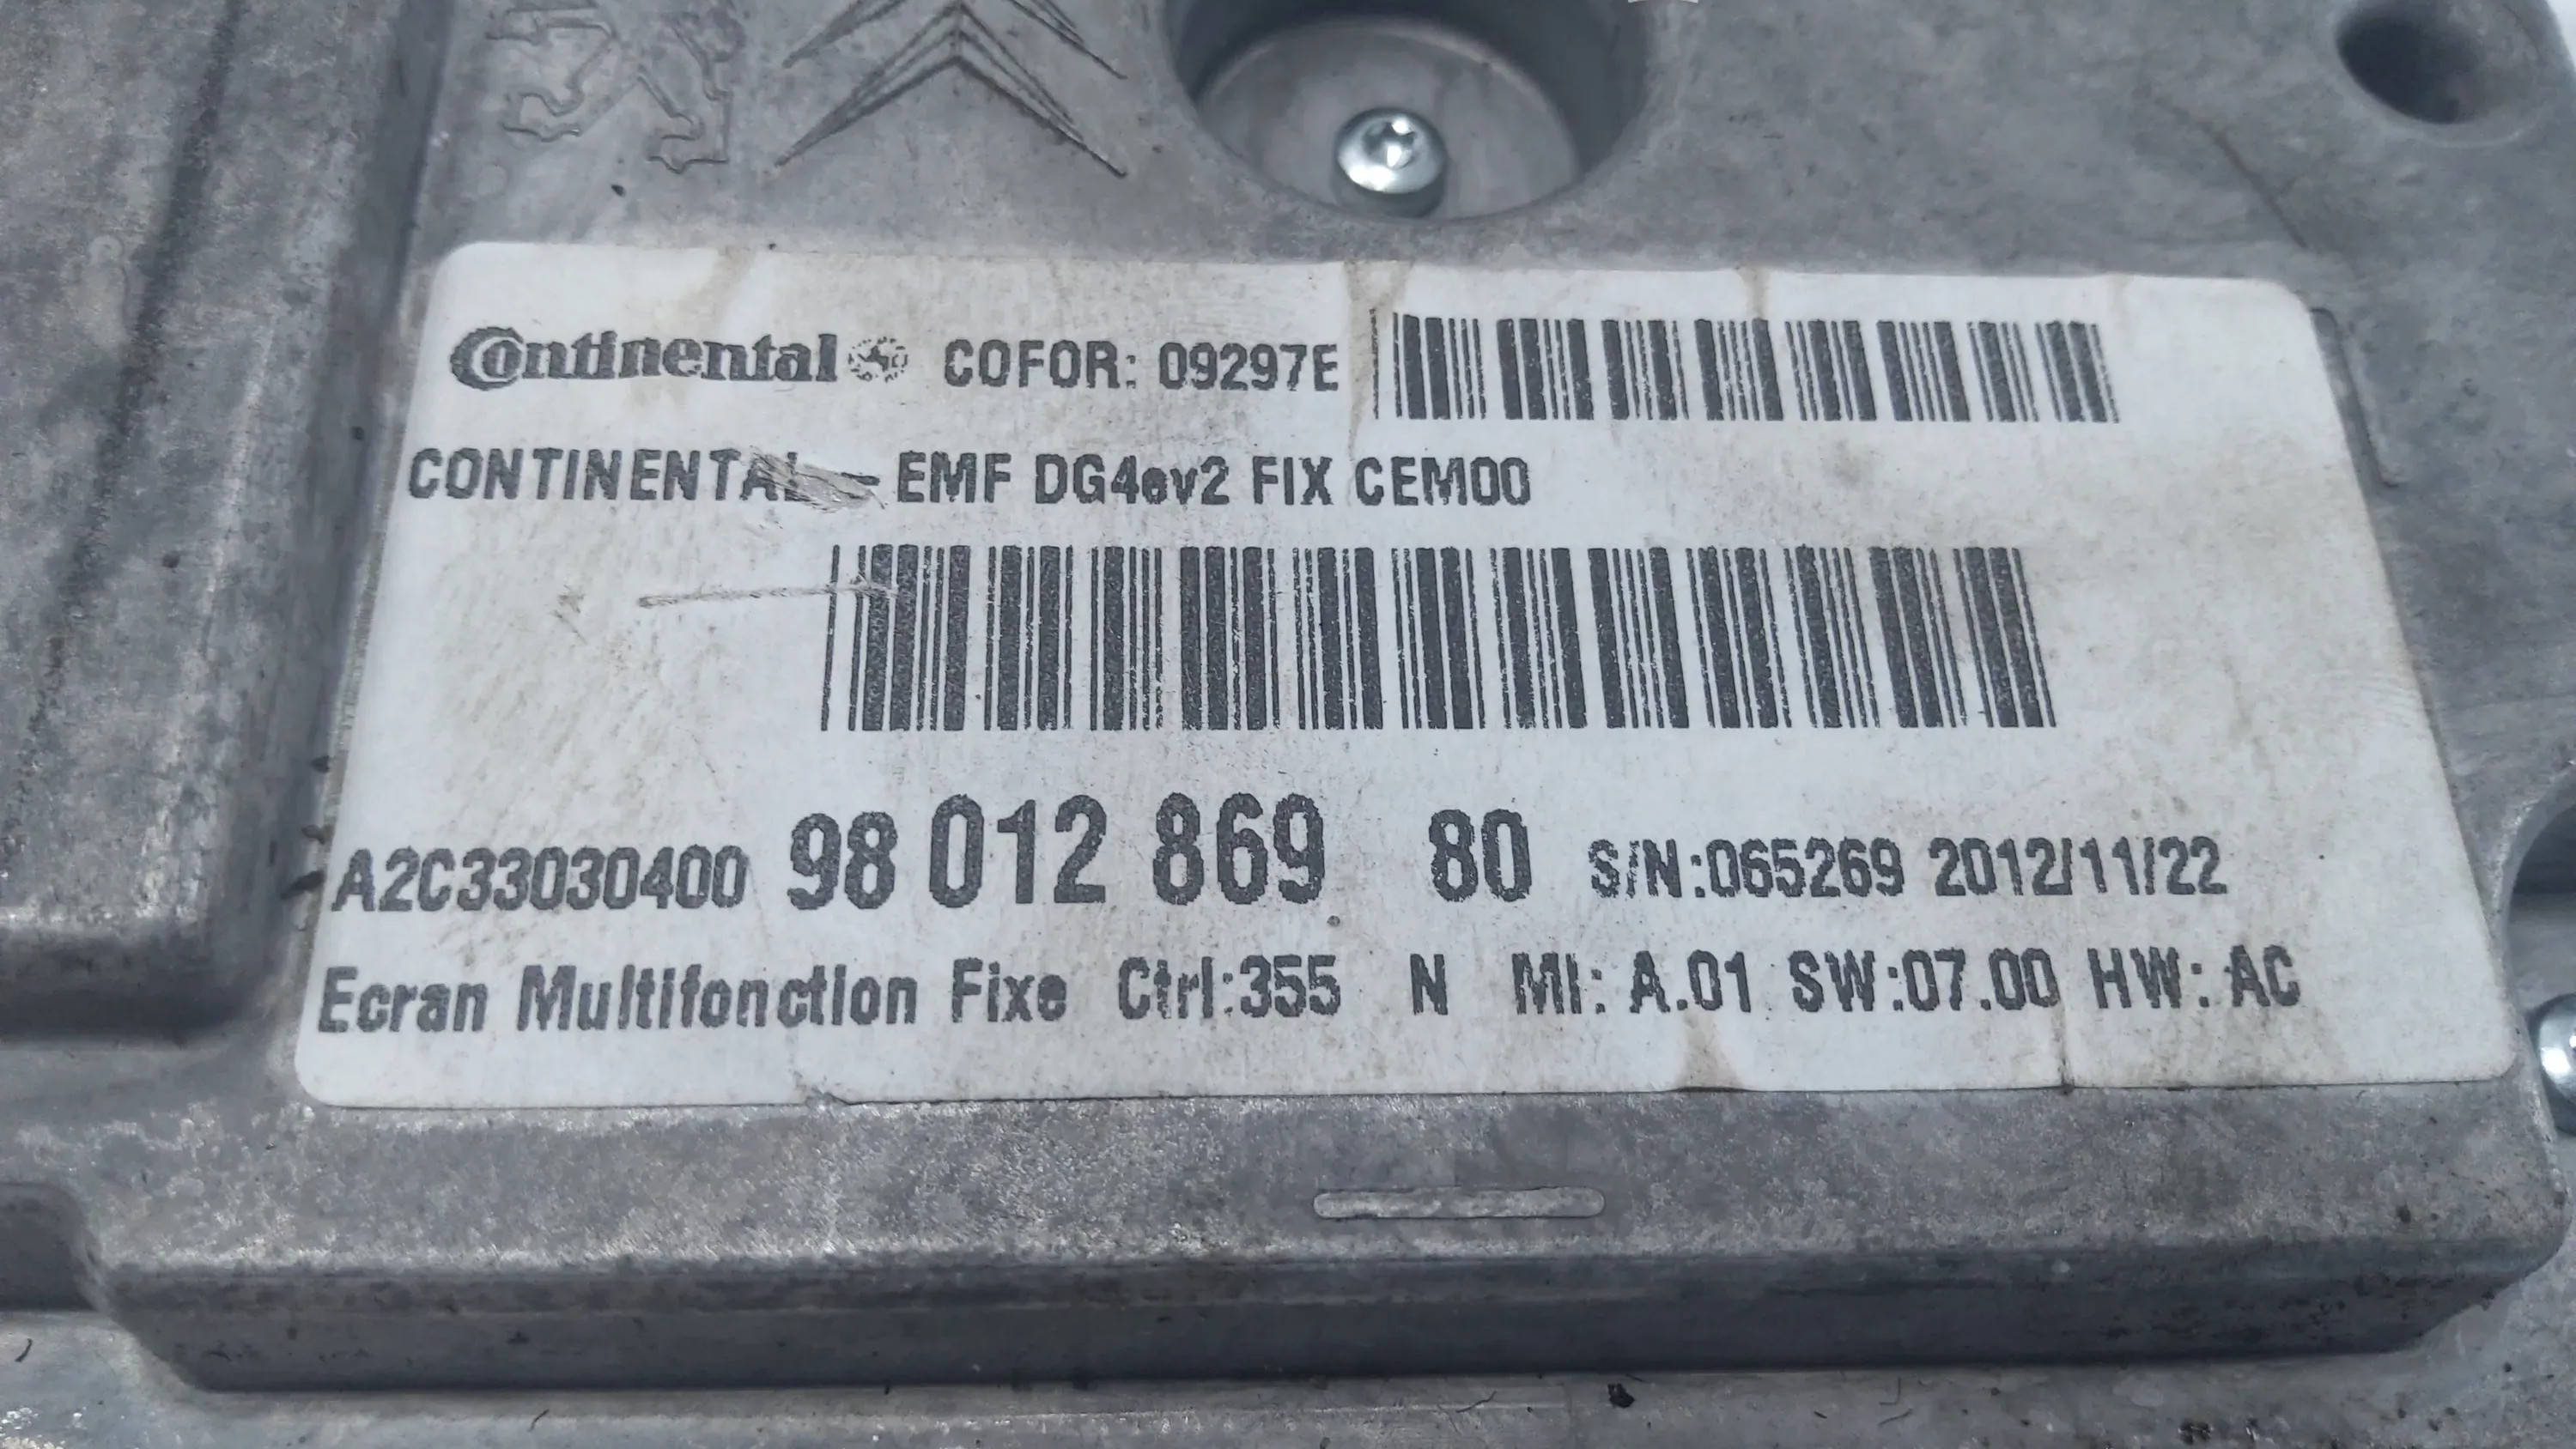 Continental COFOR: 09297E
CONTINENTAL - EMF DG4ev2 FIX CEM00
A2C33030400 98 012 869 80 S/N:065269 2012/11/22
Ecran Multifonction Fixe Ctrl:355 N MI: A.01 SW:07.00 HW: AC